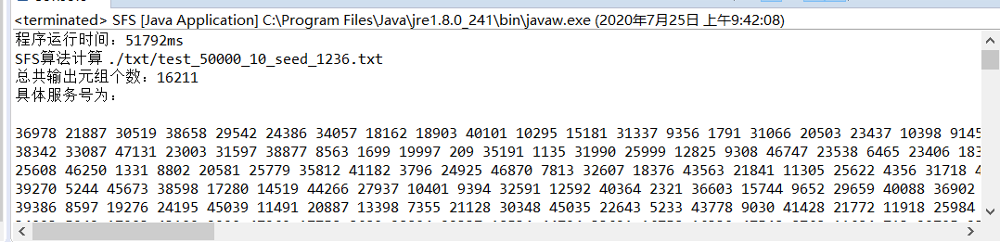 <terminated> SFS [Java Application] C:\Program Files\Java\jre1.8.0_241\bin\javaw.exe (2020年7月25日 上午9:42:08)
程序运行时间：51792ms
SFS算法计算 ./txt/test_50000_10_seed_1236.txt
总共输出元组个数：16211
具体服务号为：
36978 21887 30519 38658 29542 24386 34057 18162 18903 40101 10295 15181 31337 9356 1791 31066 20503 23437 10398 9145
38342 33087 47131 23003 31597 38877 8563 1699 19997 209 35191 1135 31990 25999 12825 9308 46747 23538 6465 23406 183
25608 46250 1331 8802 20581 25779 35812 41182 3796 24925 46870 7813 32607 18376 43563 21841 11305 25622 4356 31718 4
39270 5244 45673 38598 17280 14519 44266 27937 10401 9394 32591 12592 40364 2321 36603 15744 9652 29659 40088 36902
39386 8597 19276 24195 45039 11491 20887 13398 7355 21128 30348 45035 22643 5233 43778 9030 41428 21772 11918 25984